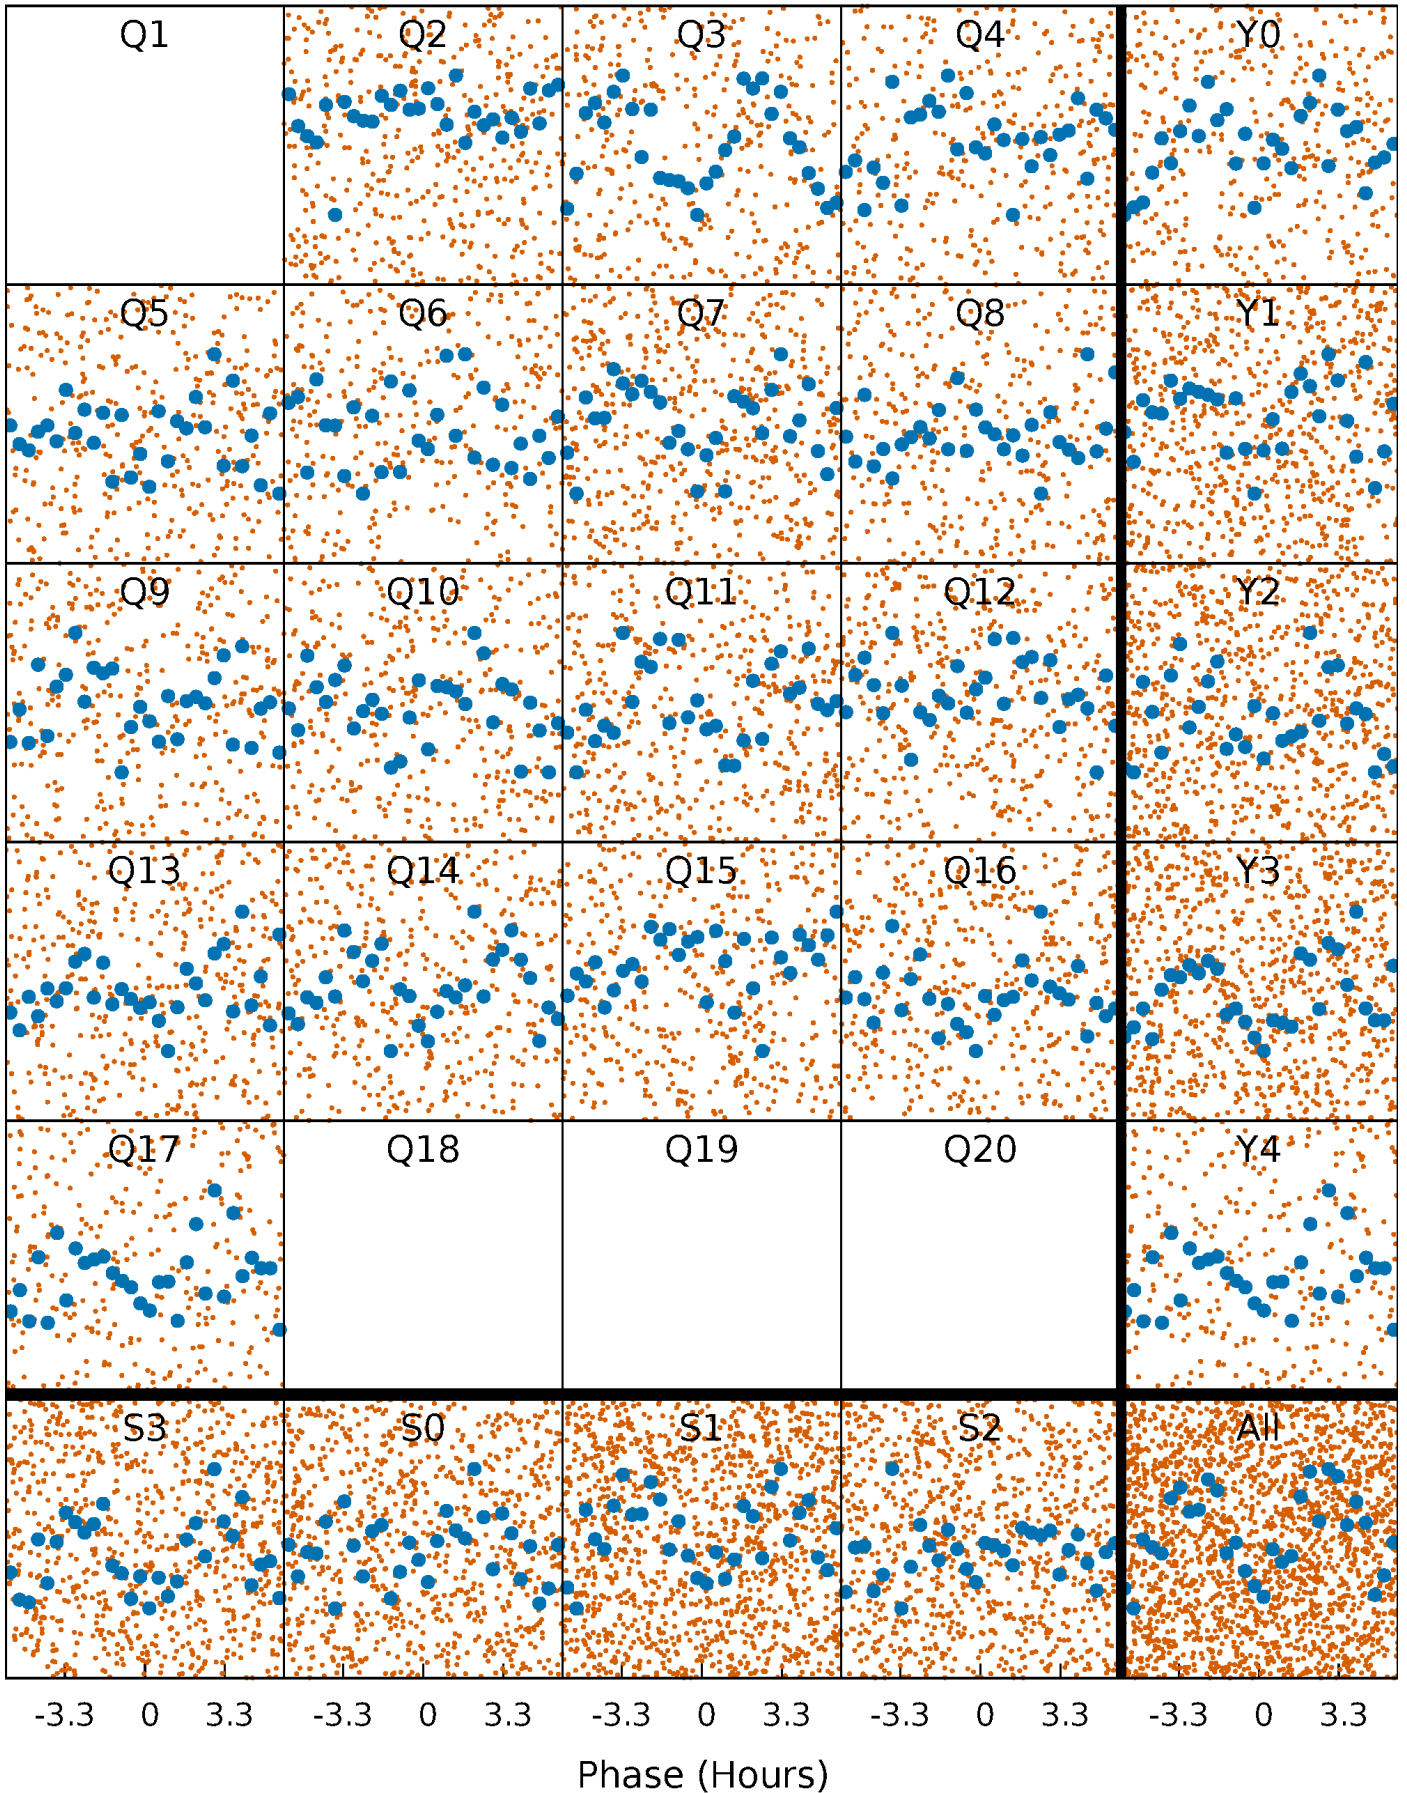 Q1 Q2 Q3 Q4 Y0
Q5 Q6 Q7 Q8 Y1
Q9 Q10 Q11 Q12 Y2
Q13 Q14 Q15 Q16 Y3
Q17 Q18 Q19 Q20 Y4
S3 S0 S1 S2 All
-3.3 0 3.3 -3.3 0 3.3 -3.3 0 3.3 -3.3 0 3.3 -3.3 0 3.3
Phase (Hours)